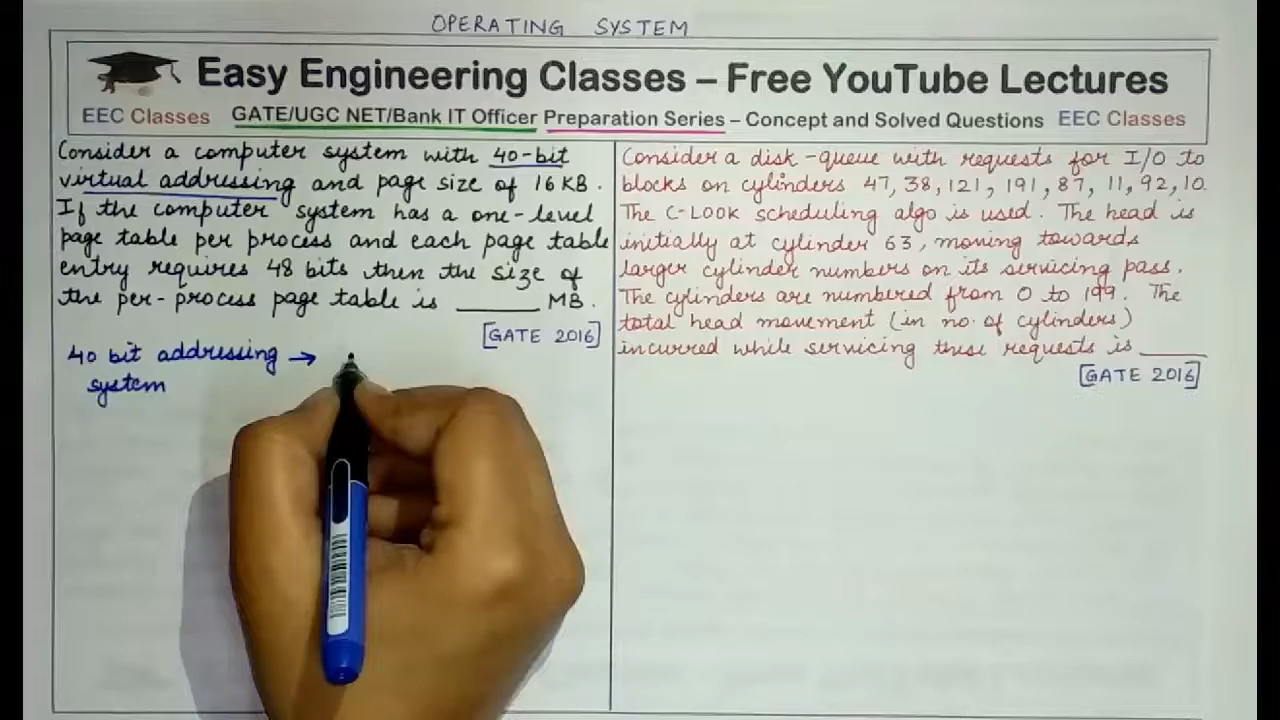 OPERATING SYSTEM
Easy Engineering Classes – Free YouTube Lectures
EEC Classes GATE/UGC NET/Bank IT Officer Preparation Series – Concept and Solved Questions EEC Classes
Consider a computer system with 40-bit
virtual addressing and page size of 16 KB.
If the computer system has a one-level
page table per process and each page table
entry requires 48 bits then the size of
the per-process page table is ______ MB.
[GATE 2016]
40 bit addressing →
system
Consider a disk-queue with requests for I/O to
blocks on cylinders 47, 38, 121, 191, 87, 11, 92, 10.
The C-LOOK scheduling algo is used. The head is
initially at cylinder 63, moving towards
larger cylinder numbers on its servicing pass.
The cylinders are numbered from 0 to 199. The
total head movement (in no. of cylinders)
incurred while servicing these requests is ______
[GATE 2016]